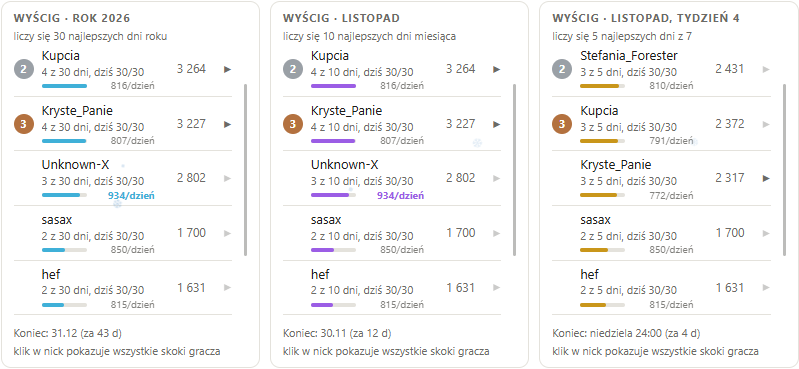 WYŚCIG · ROK 2026
liczy się 30 najlepszych dni roku
2
Kupcia
4 z 30 dni, dziś 30/30
816/dzień
3 264
►
3
Kryste_Panie
4 z 30 dni, dziś 30/30
807/dzień
3 227
►
Unknown-X
3 z 30 dni, dziś 30/30
934/dzień
2 802
►
sasax
2 z 30 dni, dziś 30/30
850/dzień
1 700
►
hef
2 z 30 dni, dziś 30/30
815/dzień
1 631
►
Koniec: 31.12 (za 43 d)
klik w nick pokazuje wszystkie skoki gracza
WYŚCIG · LISTOPAD
liczy się 10 najlepszych dni miesiąca
2
Kupcia
4 z 10 dni, dziś 30/30
816/dzień
3 264
►
3
Kryste_Panie
4 z 10 dni, dziś 30/30
807/dzień
3 227
►
Unknown-X
3 z 10 dni, dziś 30/30
934/dzień
2 802
►
sasax
2 z 10 dni, dziś 30/30
850/dzień
1 700
►
hef
2 z 10 dni, dziś 30/30
815/dzień
1 631
►
Koniec: 30.11 (za 12 d)
klik w nick pokazuje wszystkie skoki gracza
WYŚCIG · LISTOPAD, TYDZIEŃ 4
liczy się 5 najlepszych dni z 7
2
Stefania_Forester
3 z 5 dni, dziś 30/30
810/dzień
2 431
►
3
Kupcia
3 z 5 dni, dziś 30/30
791/dzień
2 372
►
Kryste_Panie
3 z 5 dni, dziś 30/30
772/dzień
2 317
►
sasax
2 z 5 dni, dziś 30/30
850/dzień
1 700
►
hef
2 z 5 dni, dziś 30/30
815/dzień
1 631
►
Koniec: niedziela 24:00 (za 4 d)
klik w nick pokazuje wszystkie skoki gracza